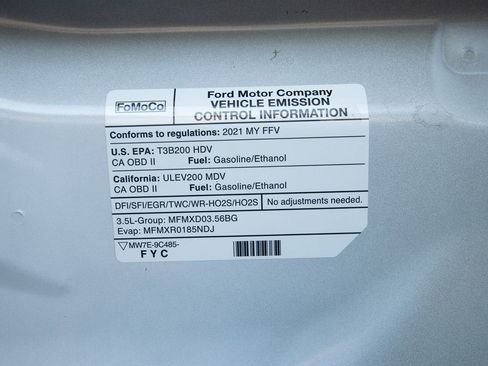 FoMoCo
Ford Motor Company
VEHICLE EMISSION
CONTROL INFORMATION
Conforms to regulations: 2021 MY FFV
U.S. EPA: T3B200 HDV
CA OBD II Fuel: Gasoline/Ethanol
California: ULEV200 MDV
CA OBD II Fuel: Gasoline/Ethanol
DFI/SFI/EGR/TWC/WR-HO2S/HO2S No adjustments needed.
3.5L-Group: MFMXD03.56BG
Evap: MFMXR0185NDJ
MW7E-9C485-
FYC